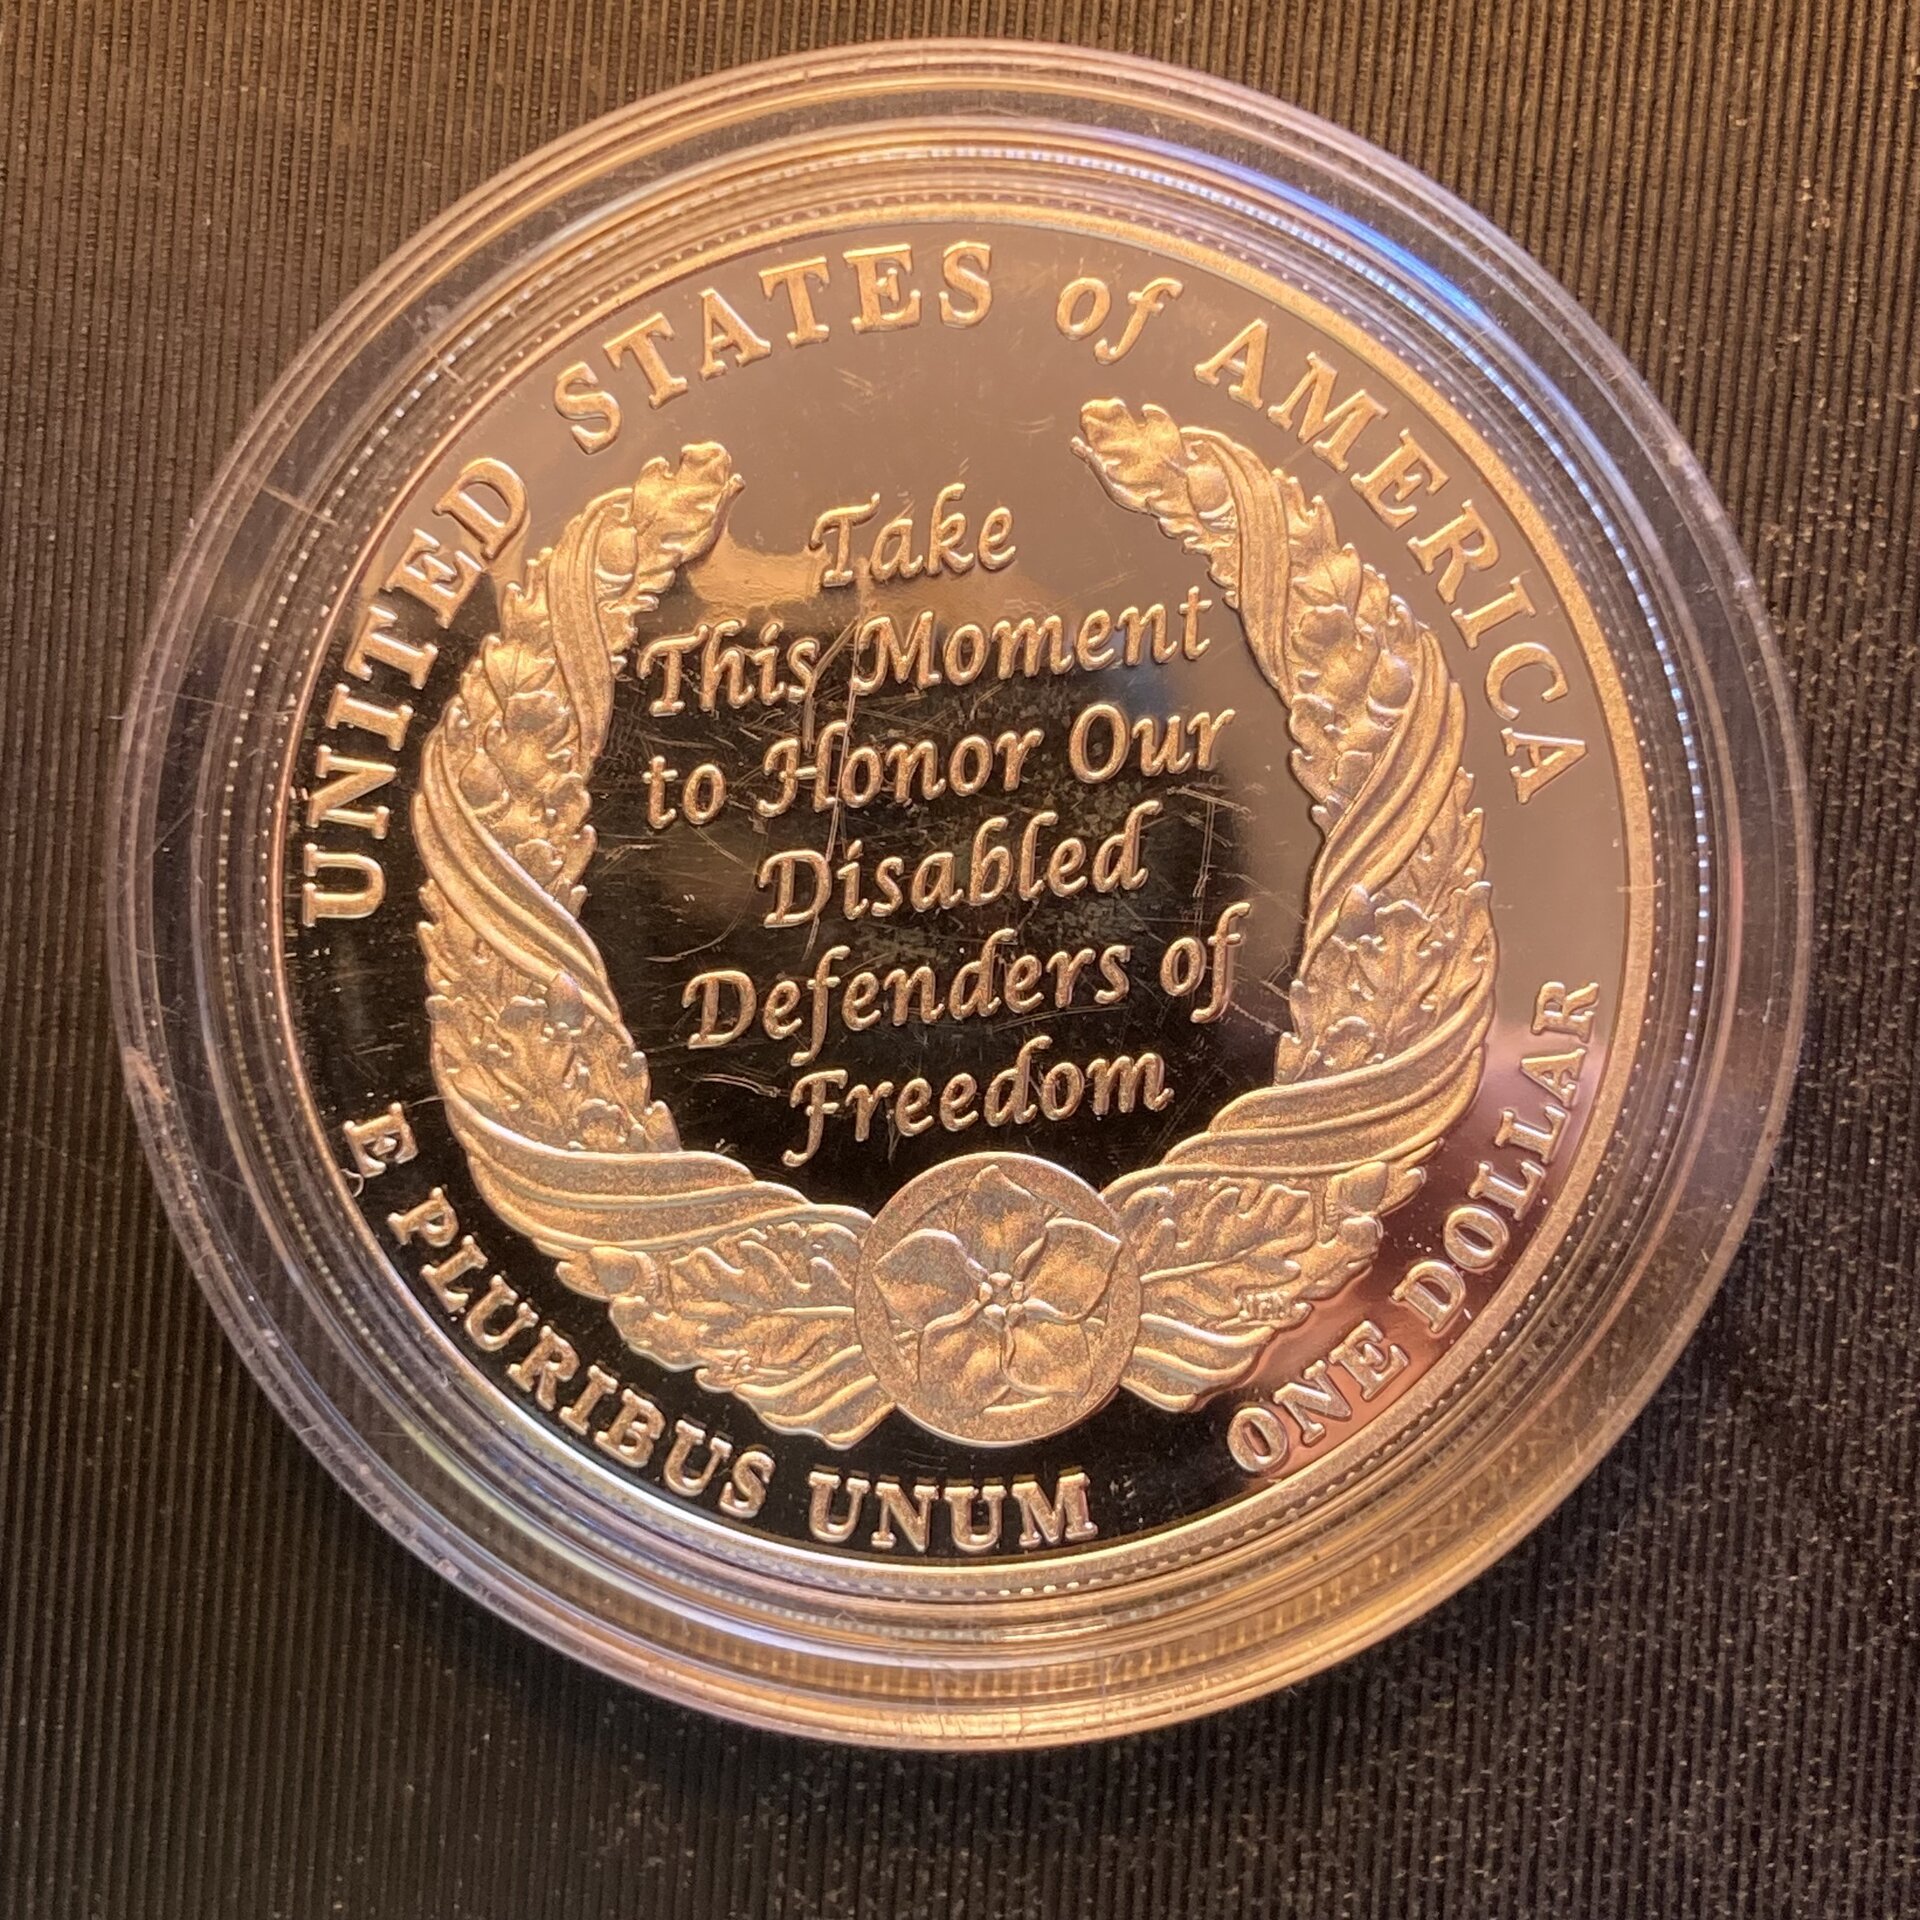 UNITED STATES of AMERICA
Take
This Moment
to Honor Our
Disabled
Defenders of
Freedom
E PLURIBUS UNUM
ONE DOLLAR